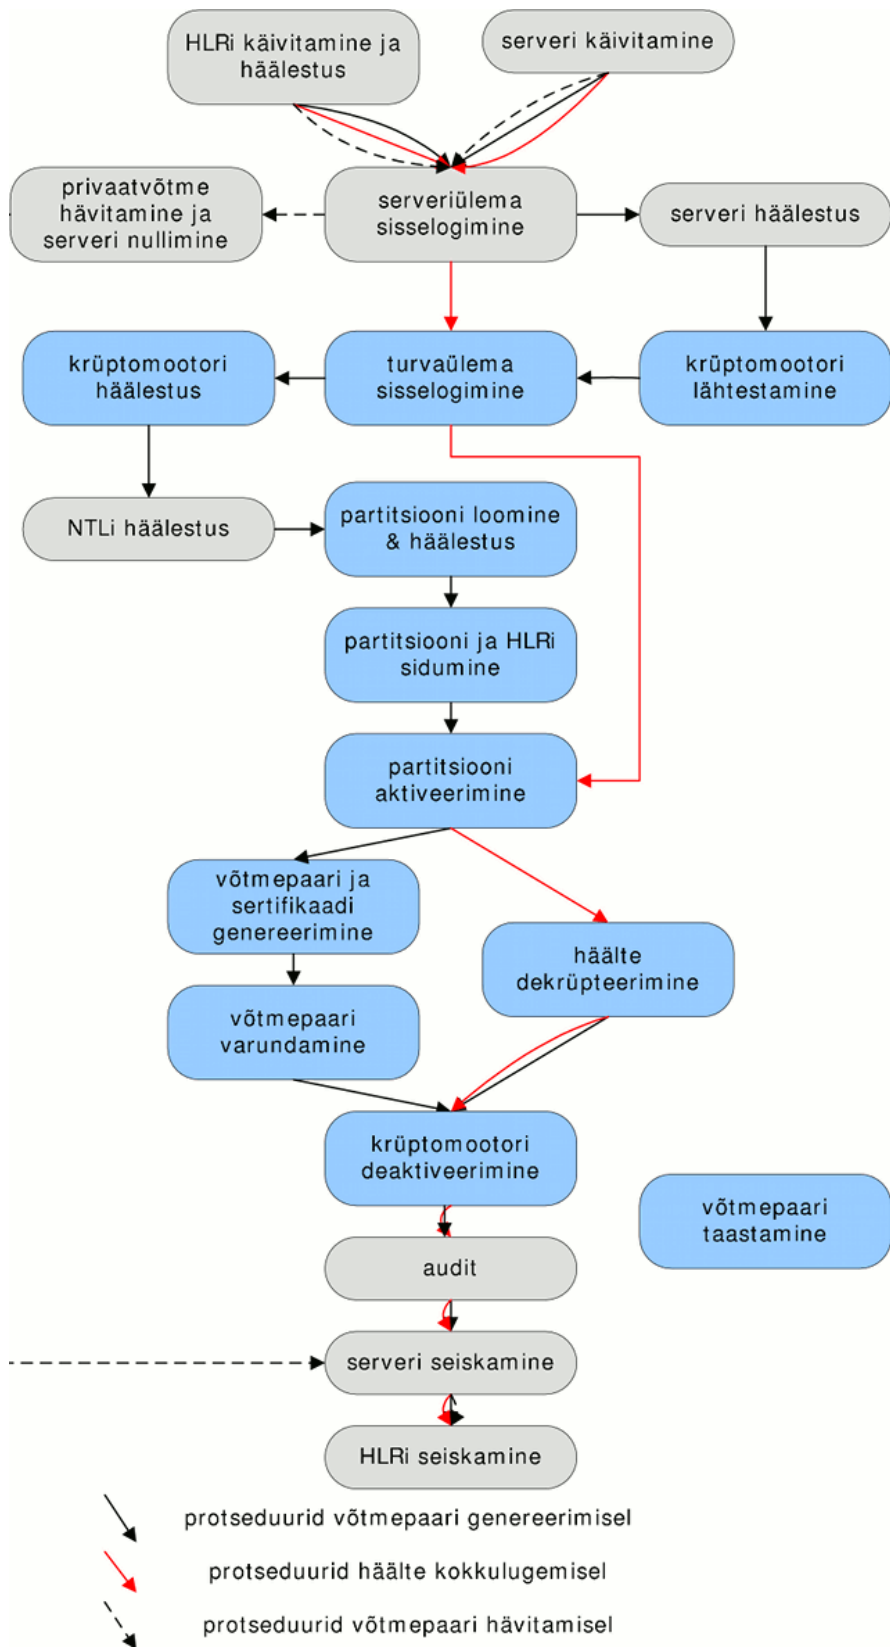 HLRi käivitamine ja
häälestus
serveri käivitamine
privaatvõtme
hävitamine ja
serveri nullimine
serveriülema
sisselogimine
serveri häälestus
krüptomootori
häälestus
turvaülema
sisselogimine
krüptomootori
lähtestamine
NTLi häälestus
partitsiooni loomine
& häälestus
partitsiooni ja HLRi
sidumine
partitsiooni
aktiveerimine
võtmepaari ja
sertifikaadi
genereerimine
häälte
dekrüpteerimine
võtmepaari
varundamine
krüptomootori
deaktiveerimine
võtmepaari
taastamine
audit
serveri seiskamine
HLRi seiskamine
protseduurid võtmepaari genereerimisel
protseduurid häälte kokkulugemisel
protseduurid võtmepaari hävitamisel